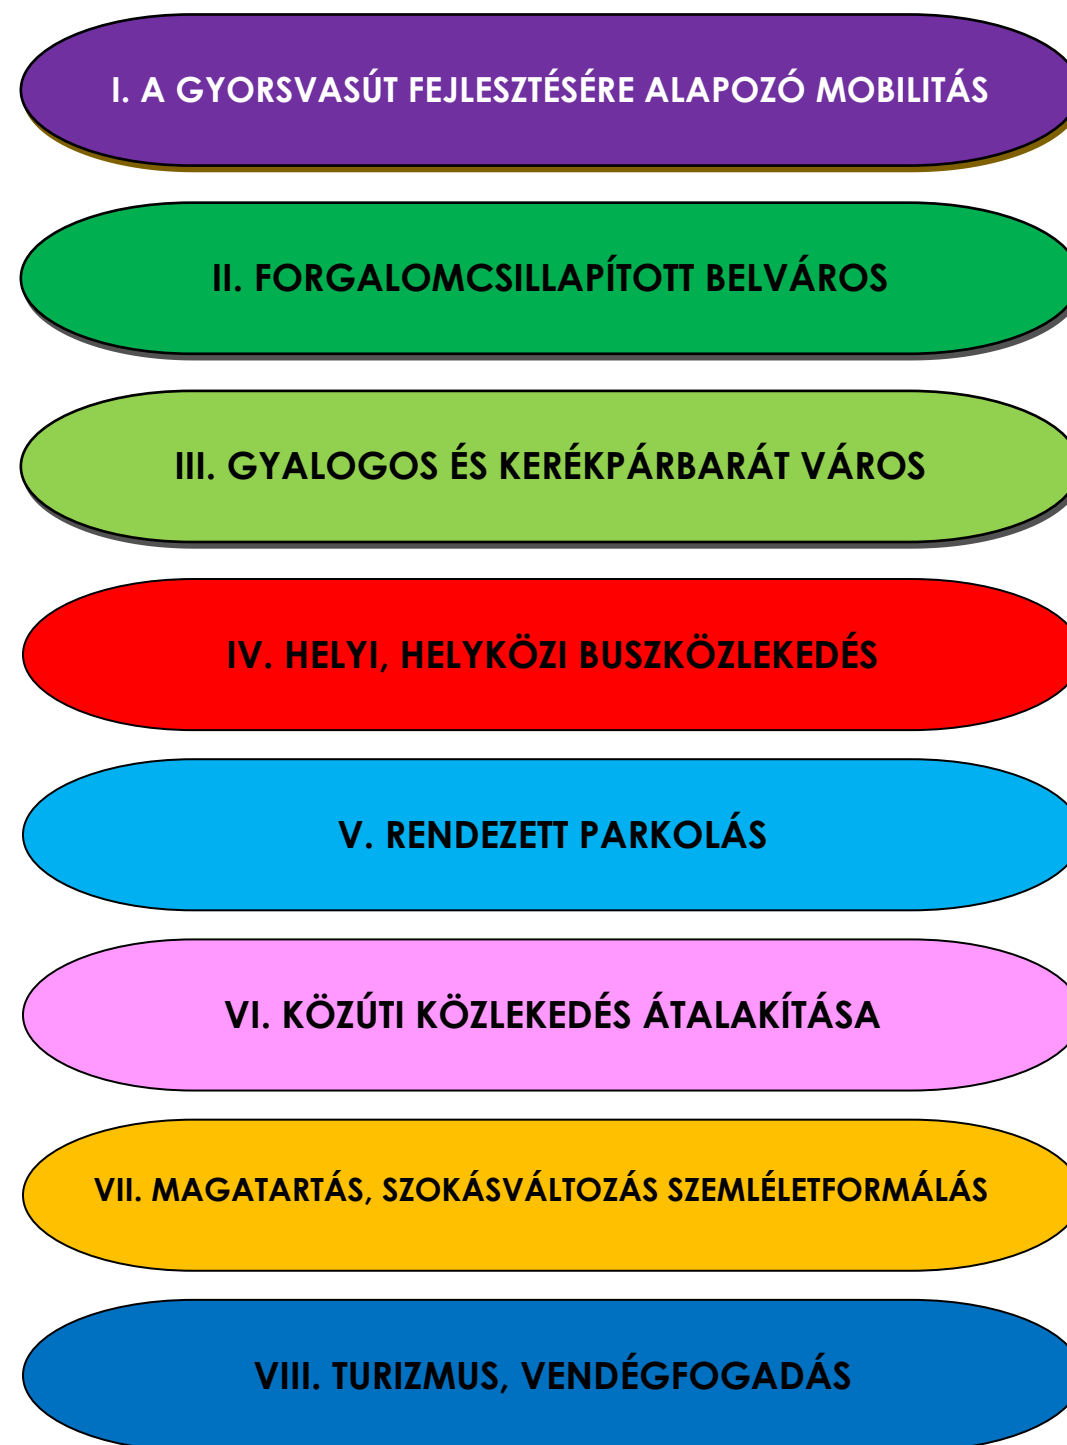 I. A GYORSVASÚT FEJLESZTÉSÉRE ALAPOZÓ MOBILITÁS
II. FORGALOMCSILLAPÍTOTT BELVÁROS
III. GYALOGOS ÉS KERÉKPÁRBARÁT VÁROS
IV. HELYI, HELYKÖZI BUSZKÖZLEKEDÉS
V. RENDEZETT PARKOLÁS
VI. KÖZÚTI KÖZLEKEDÉS ÁTALAKÍTÁSA
VII. MAGATARTÁS, SZOKÁSVÁLTOZÁS SZEMLÉLETFORMÁLÁS
VIII. TURIZMUS, VENDÉGFOGADÁS